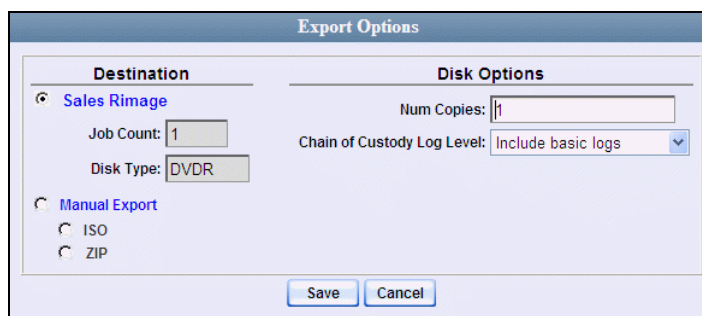 Export Options
Destination
Sales Rimage
Job Count: 1
Disk Type: DVDR
Manual Export
ISO
ZIP
Disk Options
Num Copies: 1
Chain of Custody Log Level: Include basic logs
Save Cancel